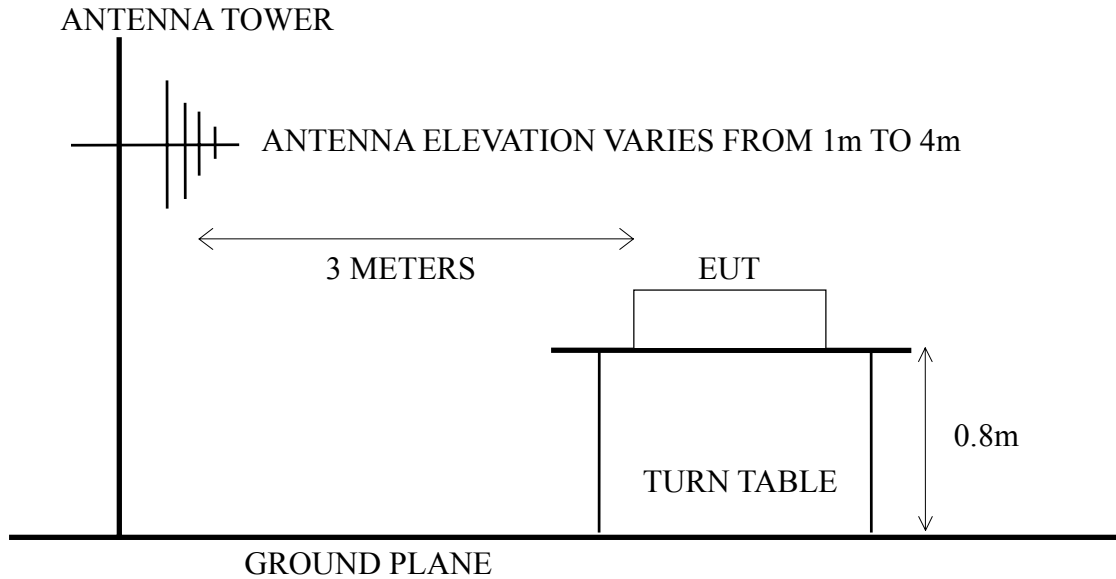 ANTENNA TOWER
ANTENNA ELEVATION VARIES FROM 1m TO 4m
3 METERS
EUT
0.8m
TURN TABLE
GROUND PLANE